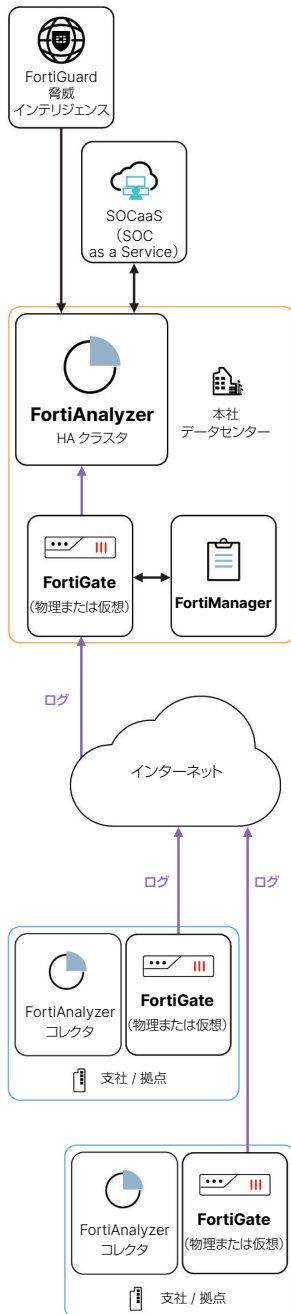 FortiGuard
脅威
インテリジェンス
SOCaaS
（SOC
as a Service）
FortiAnalyzer
HA クラスタ
本社
データセンター
FortiGate
(物理または仮想)
FortiManager
ログ
インターネット
ログ
ログ
FortiAnalyzer
コレクタ
FortiGate
(物理または仮想)
支社 / 拠点
FortiAnalyzer
コレクタ
FortiGate
(物理または仮想)
支社 / 拠点